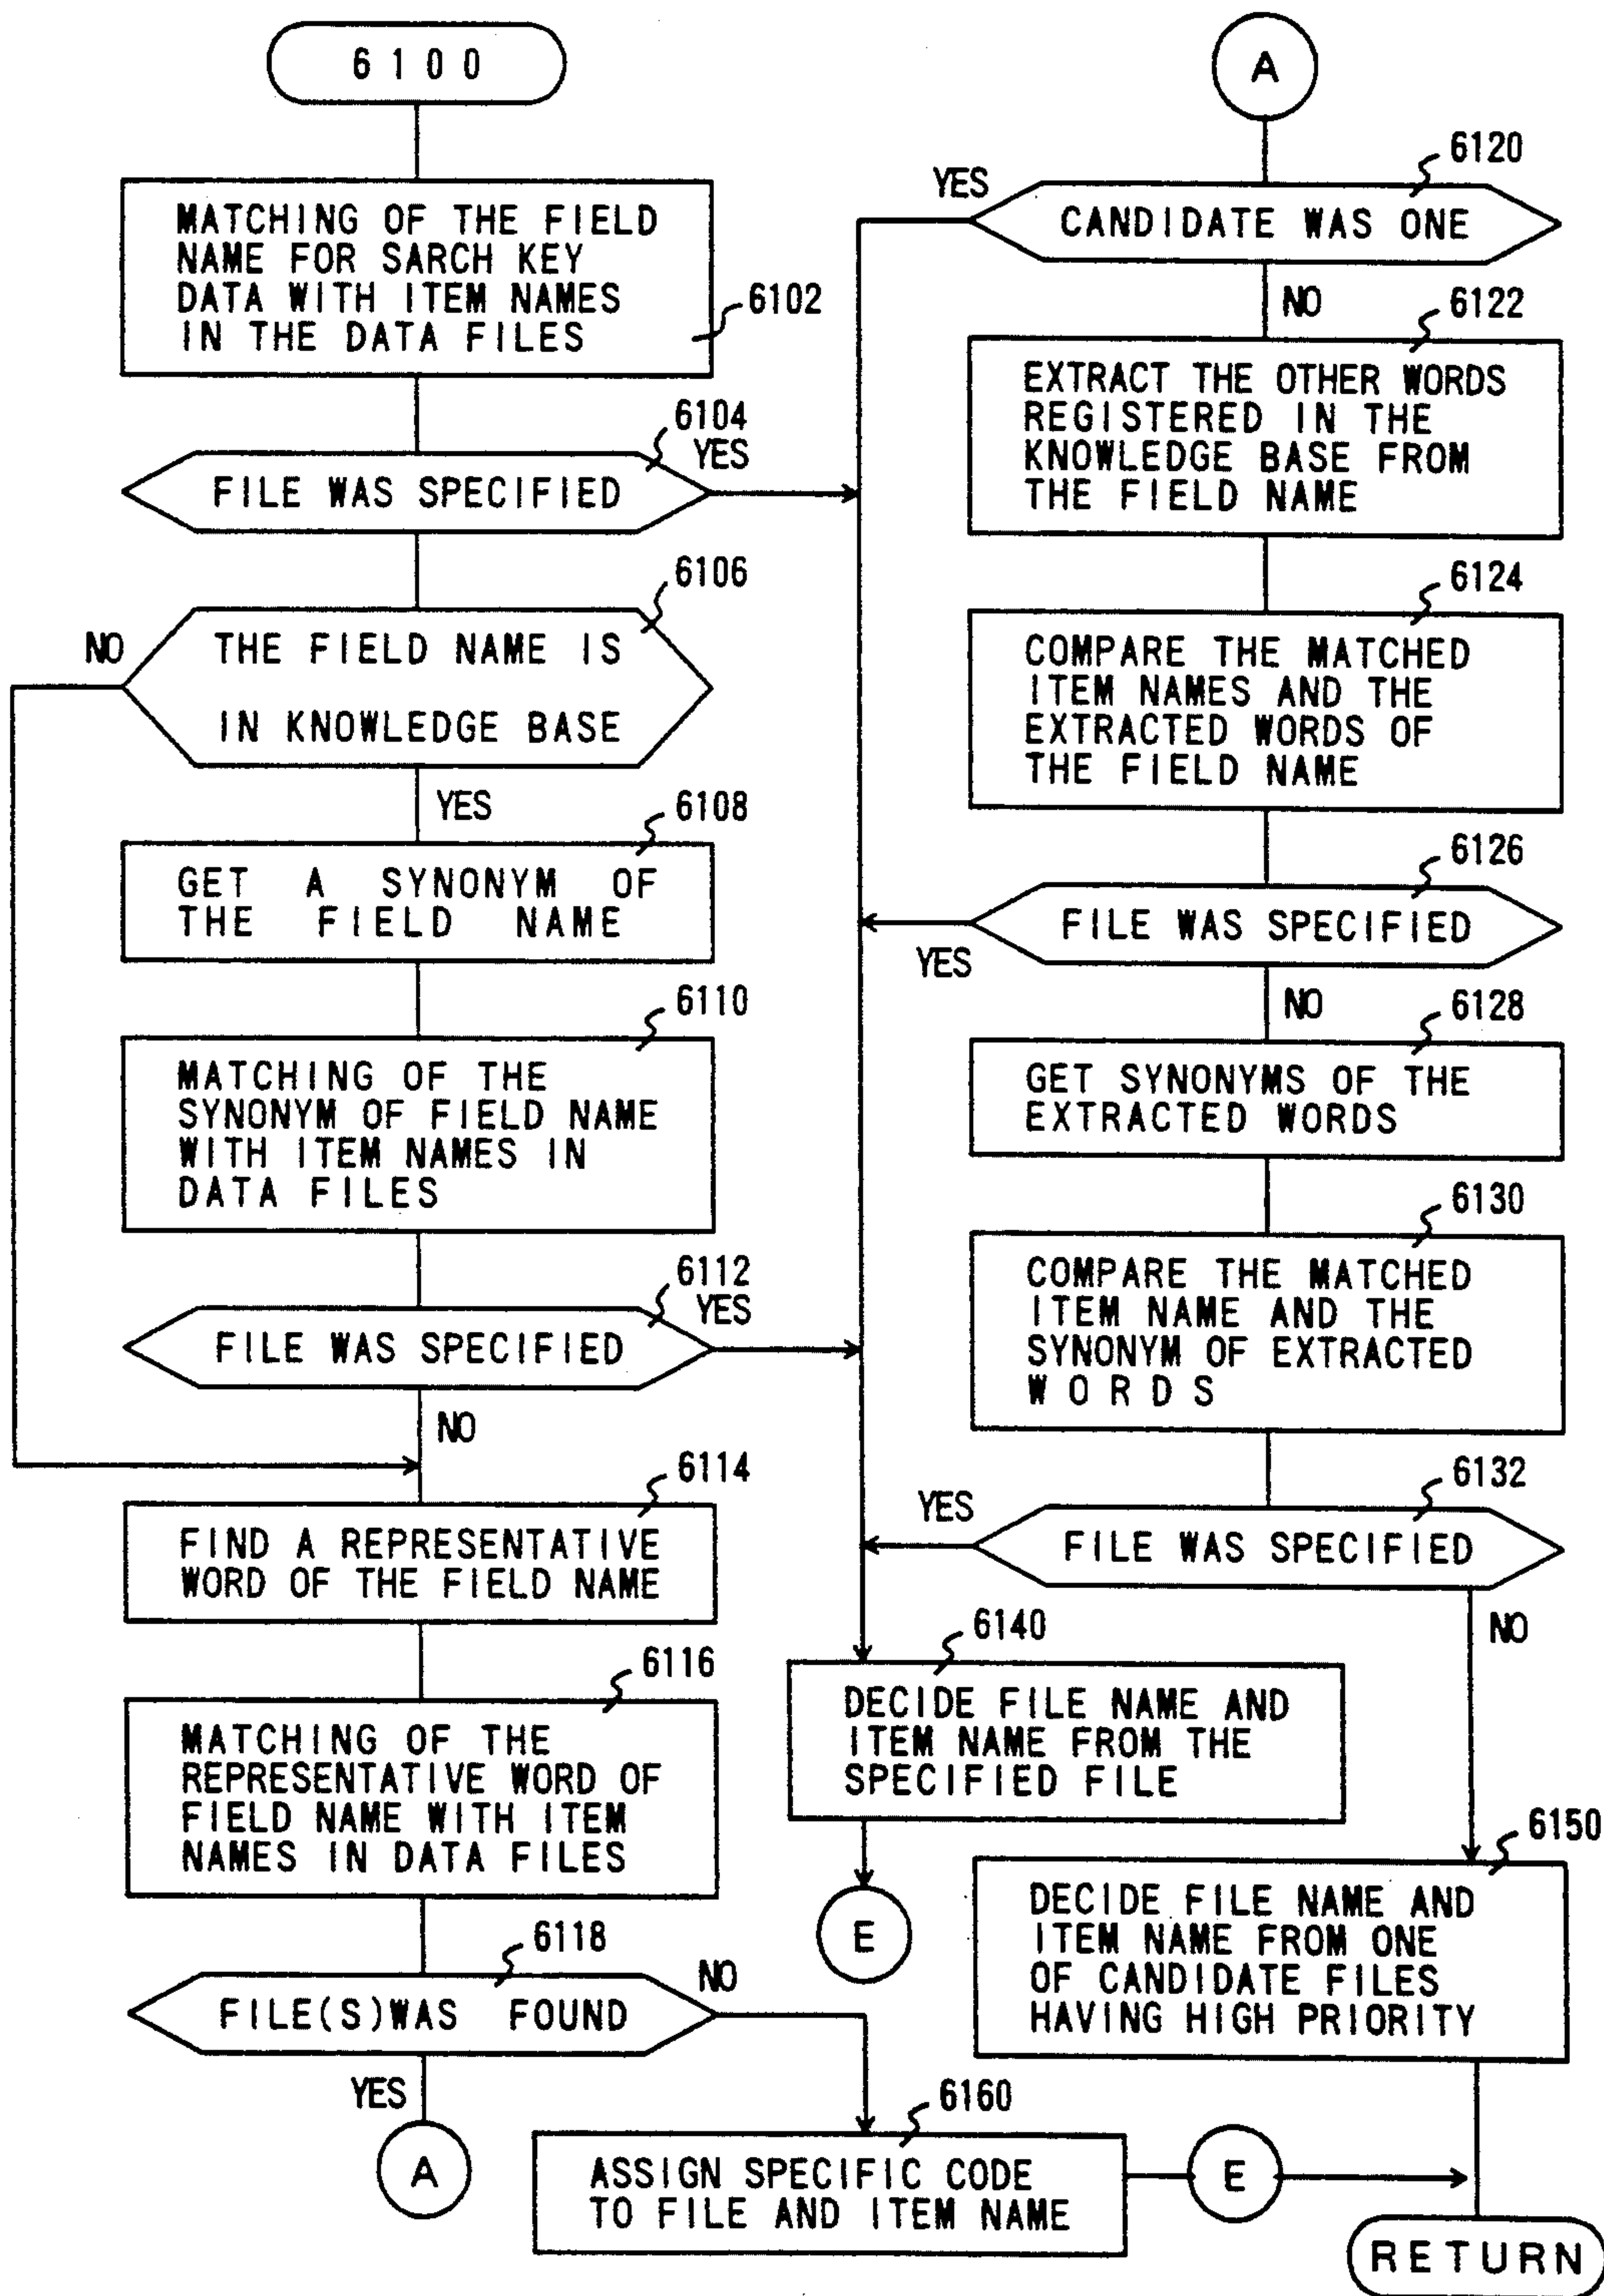 6100
MATCHING OF THE FIELD
NAME FOR SARCH KEY
DATA WITH ITEM NAMES
IN THE DATA FILES
6102
6104
YES
FILE WAS SPECIFIED
6106
NO
THE FIELD NAME IS
IN KNOWLEDGE BASE
YES
6108
GET A SYNONYM OF
THE FIELD NAME
6110
MATCHING OF THE
SYNONYM OF FIELD NAME
WITH ITEM NAMES IN
DATA FILES
6112
YES
FILE WAS SPECIFIED
NO
6114
FIND A REPRESENTATIVE
WORD OF THE FIELD NAME
6116
MATCHING OF THE
REPRESENTATIVE WORD OF
FIELD NAME WITH ITEM
NAMES IN DATA FILES
6118
NO
FILE(S)WAS FOUND
YES
A
A
6120
YES
CANDIDATE WAS ONE
NO
6122
EXTRACT THE OTHER WORDS
REGISTERED IN THE
KNOWLEDGE BASE FROM
THE FIELD NAME
6124
COMPARE THE MATCHED
ITEM NAMES AND THE
EXTRACTED WORDS OF
THE FIELD NAME
6126
FILE WAS SPECIFIED
YES
NO
6128
GET SYNONYMS OF THE
EXTRACTED WORDS
6130
COMPARE THE MATCHED
ITEM NAME AND THE
SYNONYM OF EXTRACTED
WORDS
6132
YES
FILE WAS SPECIFIED
NO
6140
DECIDE FILE NAME AND
ITEM NAME FROM THE
SPECIFIED FILE
E
6150
DECIDE FILE NAME AND
ITEM NAME FROM ONE
OF CANDIDATE FILES
HAVING HIGH PRIORITY
6160
ASSIGN SPECIFIC CODE
TO FILE AND ITEM NAME
E
RETURN